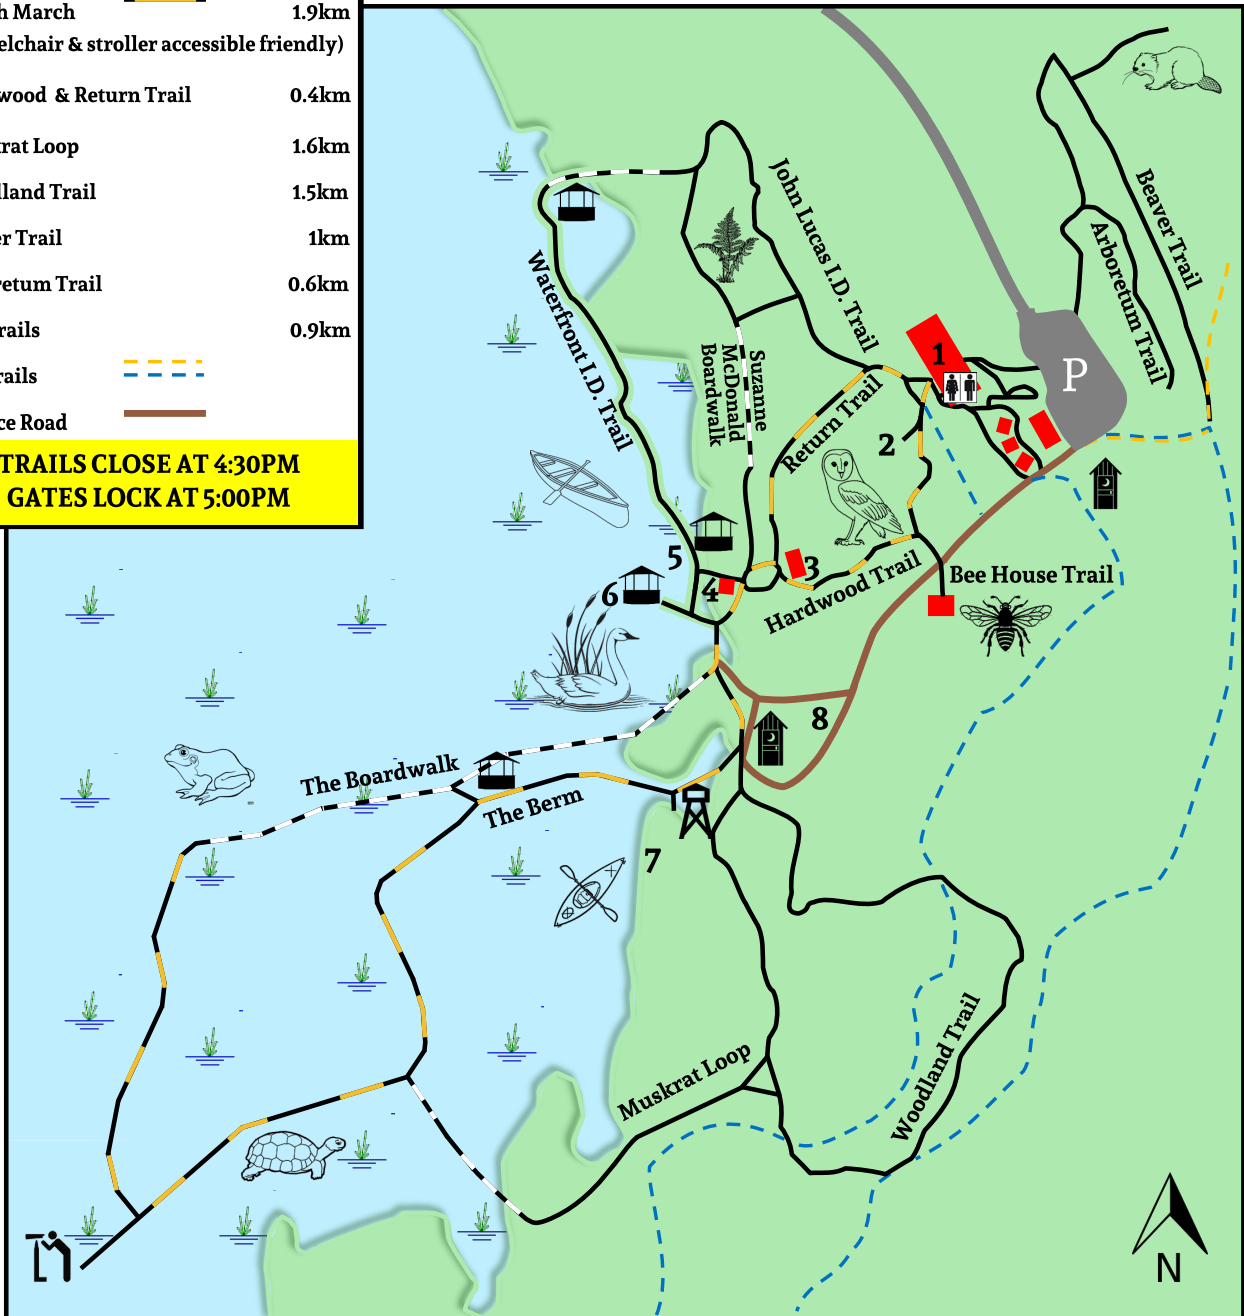 h March 1.9km
elchair & stroller accessible friendly)
wood & Return Trail 0.4km
rat Loop 1.6km
lland Trail 1.5km
er Trail 1km
retum Trail 0.6km
rails 0.9km
rails
ce Road
TRAILS CLOSE AT 4:30PM
GATES LOCK AT 5:00PM
John Lucas I.D. Trail
Beaver Trail
Arboretum Trail
Waterfront I.D. Trail
Suzanne
McDonald
Boardwalk
1
P
Return Trail
2
5
3
4
6
Hardwood Trail
Bee House Trail
8
The Boardwalk
The Berm
7
Muskrat Loop
Woodland Trail
N